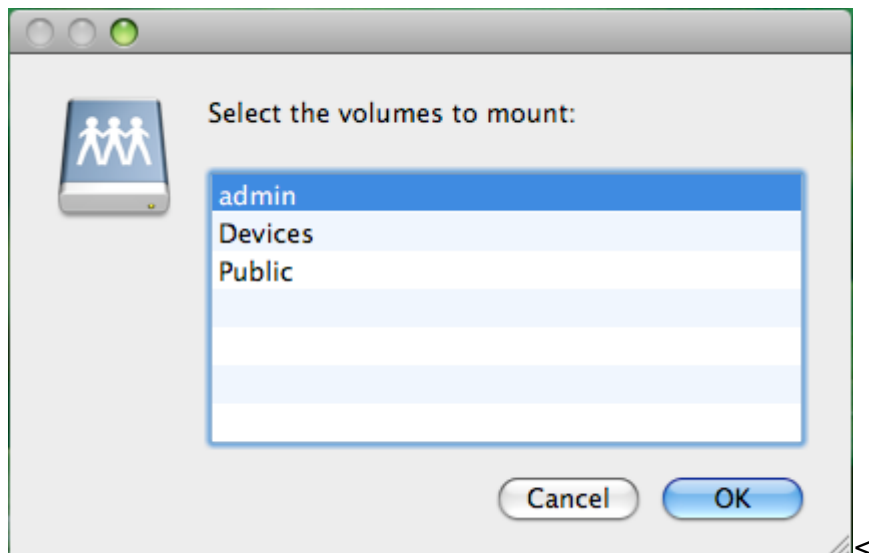 Select the volumes to mount:
admin
Devices
Public
Cancel OK
<